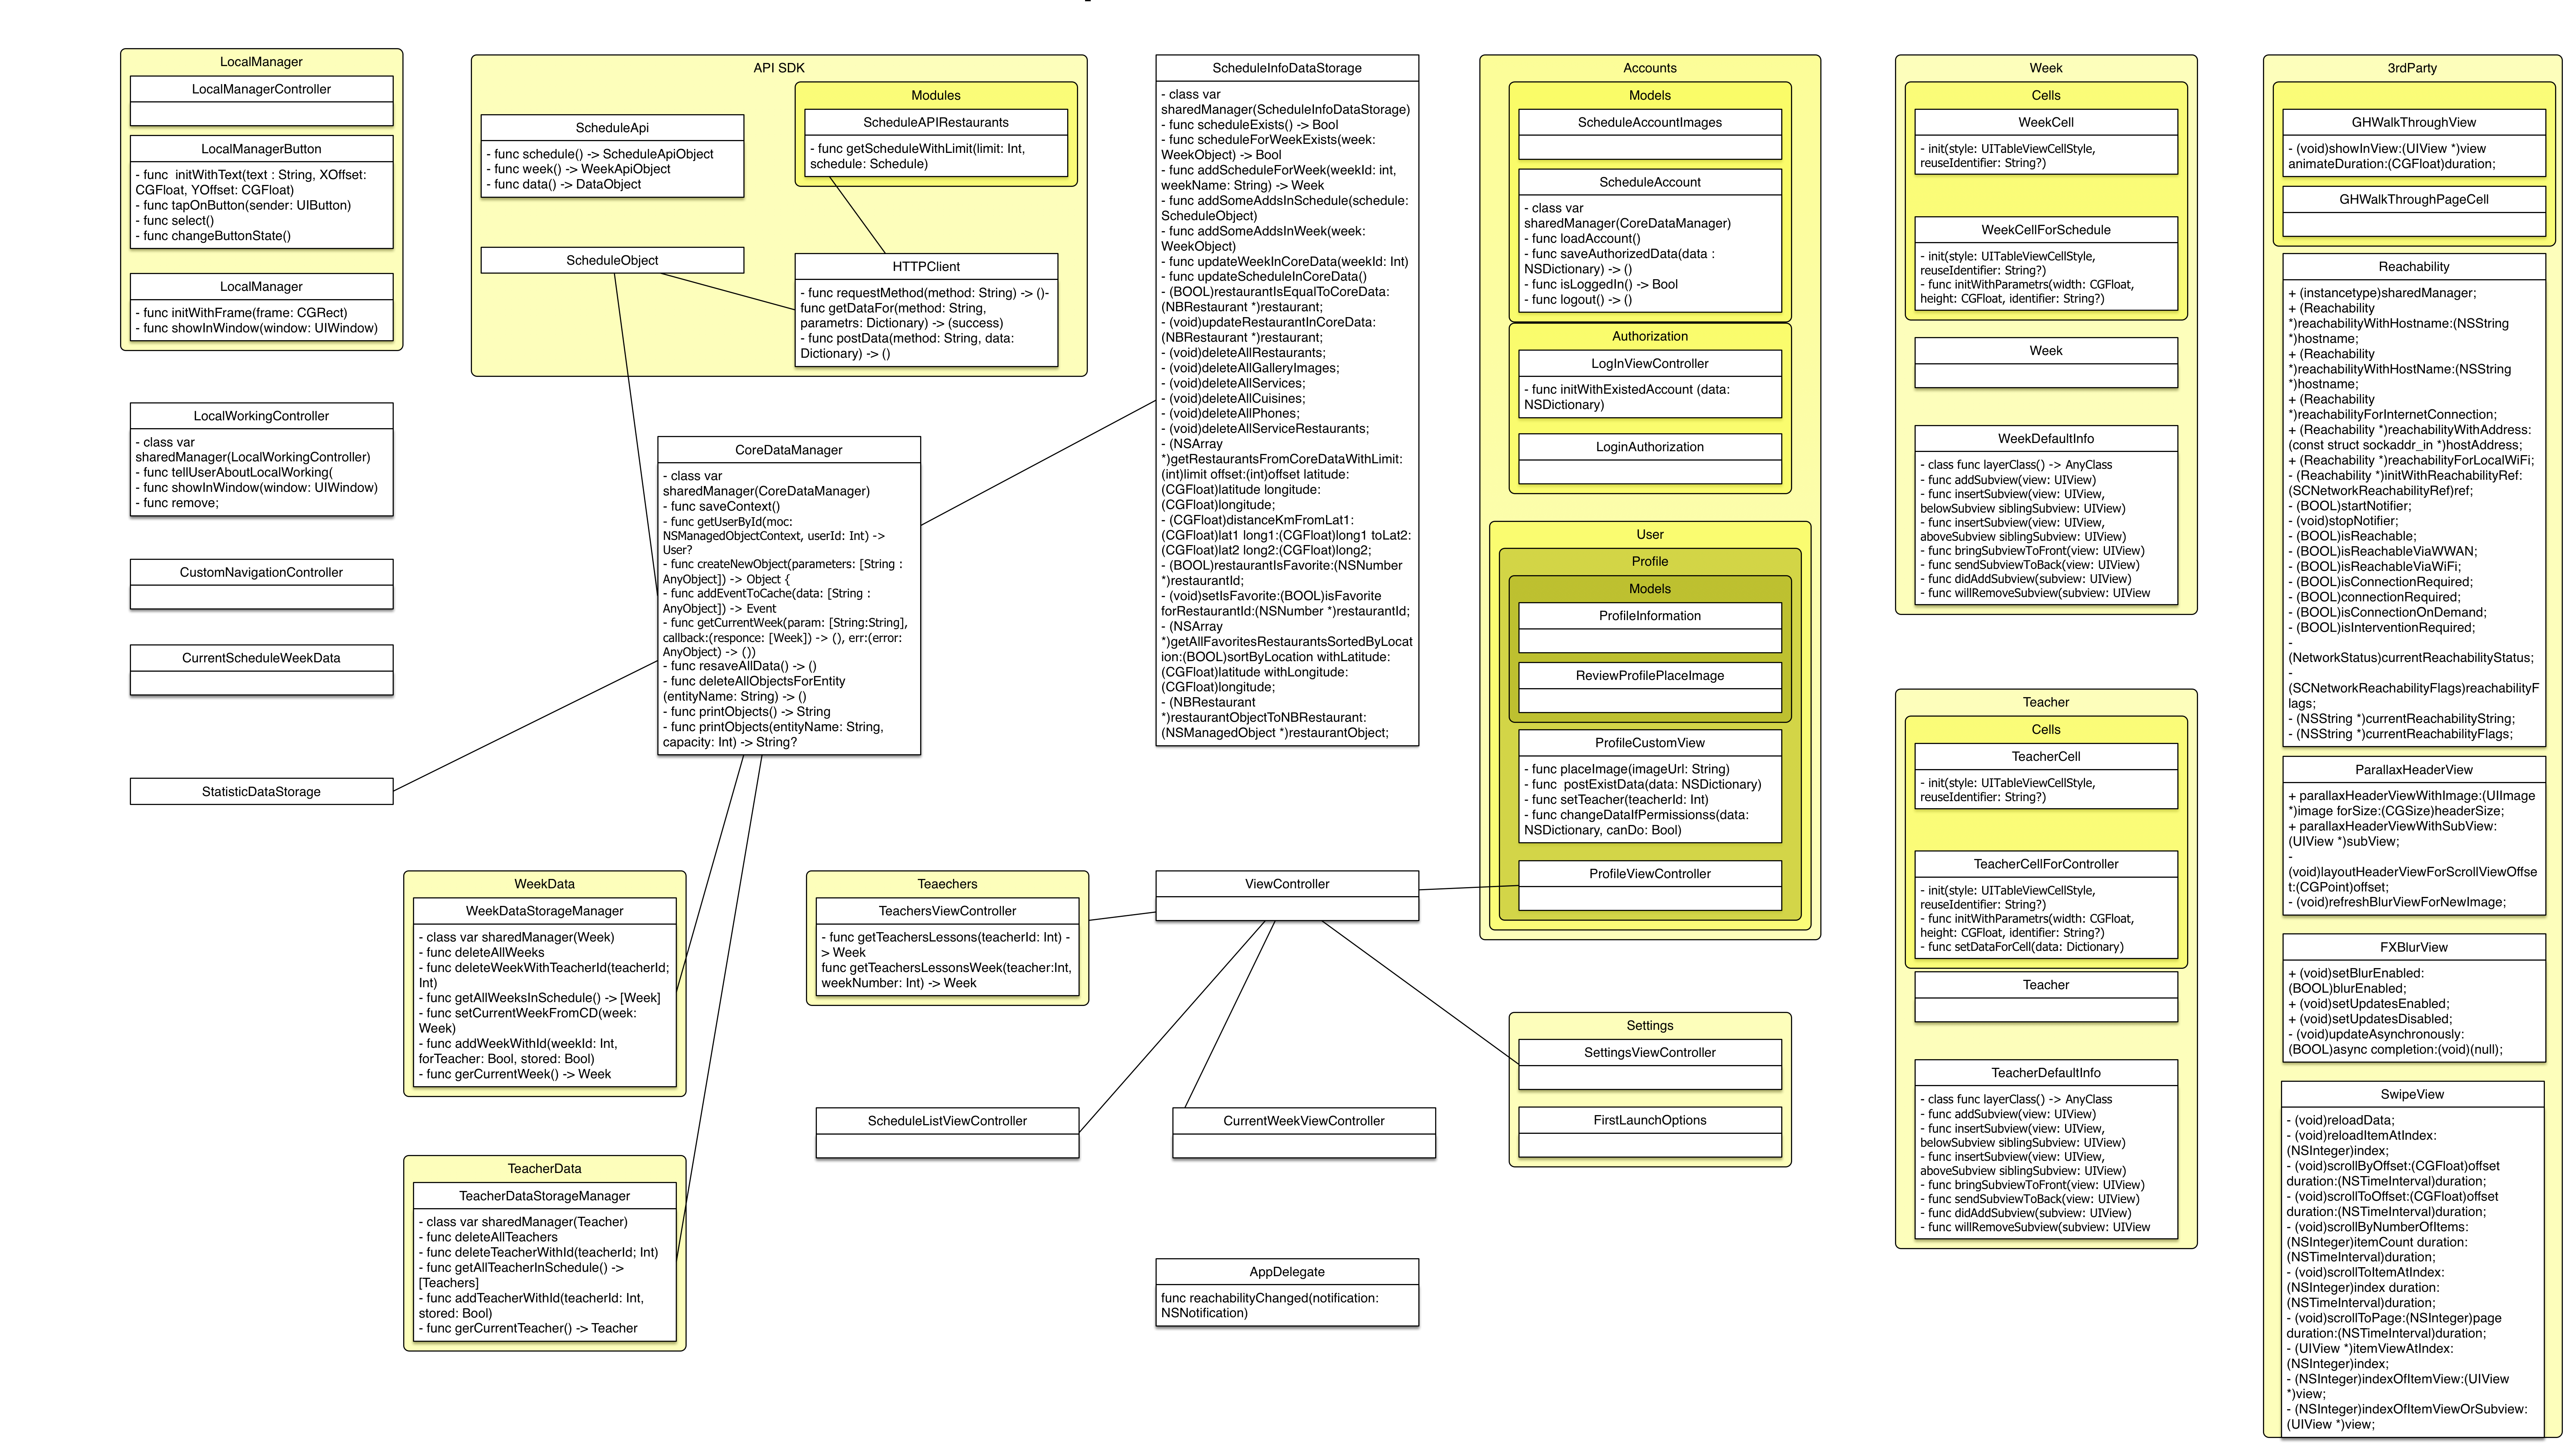 LocalManager
LocalManagerController
LocalManagerButton
- func  initWithText(text : String, XOffset:
CGFloat, YOffset: CGFloat)
- func tapOnButton(sender: UIButton)
- func select()
- func changeButtonState()
LocalManager
- func initWithFrame(frame: CGRect)
- func showInWindow(window: UIWindow)
LocalWorkingController
- class var
sharedManager(LocalWorkingController)
- func tellUserAboutLocalWorking(
- func showInWindow(window: UIWindow)
- func remove;
CustomNavigationController
CurrentScheduleWeekData
StatisticDataStorage
API SDK
ScheduleApi
- func schedule() -> ScheduleApiObject
- func week() -> WeekApiObject
- func data() -> DataObject
Modules
ScheduleAPIRestaurants
- func getScheduleWithLimit(limit: Int,
schedule: Schedule)
ScheduleObject
HTTPClient
- func requestMethod(method: String) -> ()-
func getDataFor(method: String,
parametrs: Dictionary) -> (success)
- func postData(method: String, data:
Dictionary) -> ()
CoreDataManager
- class var
sharedManager(CoreDataManager)
- func saveContext()
- func getUserById(moc:
NSManagedObjectContext, userId: Int) ->
User?
- func createNewObject(parameters: [String :
AnyObject]) -> Object {
- func addEventToCache(data: [String :
AnyObject]) -> Event
- func getCurrentWeek(param: [String:String],
callback:(responce: [Week]) -> (), err:(error:
AnyObject) -> ())
- func resaveAllData() -> ()
- func deleteAllObjectsForEntity
(entityName: String) -> ()
- func printObjects() -> String
- func printObjects(entityName: String,
capacity: Int) -> String?
WeekData
WeekDataStorageManager
- class var sharedManager(Week)
- func deleteAllWeeks
- func deleteWeekWithTeacherId(teacherId;
Int)
- func getAllWeeksInSchedule() -> [Week]
- func setCurrentWeekFromCD(week:
Week)
- func addWeekWithId(weekId: Int,
forTeacher: Bool, stored: Bool)
- func gerCurrentWeek() -> Week
TeacherData
TeacherDataStorageManager
- class var sharedManager(Teacher)
- func deleteAllTeachers
- func deleteTeacherWithId(teacherId; Int)
- func getAllTeacherInSchedule() ->
[Teachers]
- func addTeacherWithId(teacherId: Int,
stored: Bool)
- func gerCurrentTeacher() -> Teacher
Teaechers
TeachersViewController
- func getTeachersLessons(teacherId: Int) -
> Week
func getTeachersLessonsWeek(teacher:Int,
weekNumber: Int) -> Week
ScheduleListViewController
ScheduleInfoDataStorage
- class var
sharedManager(ScheduleInfoDataStorage)
- func scheduleExists() -> Bool
- func scheduleForWeekExists(week:
WeekObject) -> Bool
- func addScheduleForWeek(weekId: int,
weekName: String) -> Week
- func addSomeAddsInSchedule(schedule:
ScheduleObject)
- func addSomeAddsInWeek(week:
WeekObject)
- func updateWeekInCoreData(weekId: Int)
- func updateScheduleInCoreData()
- (BOOL)restaurantIsEqualToCoreData:
(NBRestaurant *)restaurant;
- (void)updateRestaurantInCoreData:
(NBRestaurant *)restaurant;
- (void)deleteAllRestaurants;
- (void)deleteAllGalleryImages;
- (void)deleteAllServices;
- (void)deleteAllCuisines;
- (void)deleteAllPhones;
- (void)deleteAllServiceRestaurants;
- (NSArray
*)getRestaurantsFromCoreDataWithLimit:
(int)limit offset:(int)offset latitude:
(CGFloat)latitude longitude:
(CGFloat)longitude;
- (CGFloat)distanceKmFromLat1:
(CGFloat)lat1 long1:(CGFloat)long1 toLat2:
(CGFloat)lat2 long2:(CGFloat)long2;
- (BOOL)restaurantIsFavorite:(NSNumber
*)restaurantId;
- (void)setIsFavorite:(BOOL)isFavorite
forRestaurantId:(NSNumber *)restaurantId;
- (NSArray
*)getAllFavoritesRestaurantsSortedByLocat
ion:(BOOL)sortByLocation withLatitude:
(CGFloat)latitude withLongitude:
(CGFloat)longitude;
- (NBRestaurant
*)restaurantObjectToNBRestaurant:
(NSManagedObject *)restaurantObject;
ViewController
CurrentWeekViewController
AppDelegate
func reachabilityChanged(notification:
NSNotification)
Accounts
Models
ScheduleAccountImages
ScheduleAccount
- class var
sharedManager(CoreDataManager)
- func loadAccount()
- func saveAuthorizedData(data :
NSDictionary) -> ()
- func isLoggedIn() -> Bool
- func logout() -> ()
Authorization
LogInViewController
- func initWithExistedAccount (data:
NSDictionary)
LoginAuthorization
User
Profile
Models
ProfileInformation
ReviewProfilePlaceImage
ProfileCustomView
- func placeImage(imageUrl: String)
- func  postExistData(data: NSDictionary)
- func setTeacher(teacherId: Int)
- func changeDataIfPermissionss(data:
NSDictionary, canDo: Bool)
ProfileViewController
Settings
SettingsViewController
FirstLaunchOptions
Week
Cells
WeekCell
- init(style: UITableViewCellStyle,
reuseIdentifier: String?)
WeekCellForSchedule
- init(style: UITableViewCellStyle,
reuseIdentifier: String?)
- func initWithParametrs(width: CGFloat,
height: CGFloat, identifier: String?)
Week
WeekDefaultInfo
- class func layerClass() -> AnyClass
- func addSubview(view: UIView)
- func insertSubview(view: UIView,
belowSubview siblingSubview: UIView)
- func insertSubview(view: UIView,
aboveSubview siblingSubview: UIView)
- func bringSubviewToFront(view: UIView)
- func sendSubviewToBack(view: UIView)
- func didAddSubview(subview: UIView)
- func willRemoveSubview(subview: UIView
Teacher
Cells
TeacherCell
- init(style: UITableViewCellStyle,
reuseIdentifier: String?)
TeacherCellForController
- init(style: UITableViewCellStyle,
reuseIdentifier: String?)
- func initWithParametrs(width: CGFloat,
height: CGFloat, identifier: String?)
- func setDataForCell(data: Dictionary)
Teacher
TeacherDefaultInfo
- class func layerClass() -> AnyClass
- func addSubview(view: UIView)
- func insertSubview(view: UIView,
belowSubview siblingSubview: UIView)
- func insertSubview(view: UIView,
aboveSubview siblingSubview: UIView)
- func bringSubviewToFront(view: UIView)
- func sendSubviewToBack(view: UIView)
- func didAddSubview(subview: UIView)
- func willRemoveSubview(subview: UIView
3rdParty
GHWalkThroughView
- (void)showInView:(UIView *)view
animateDuration:(CGFloat)duration;
GHWalkThroughPageCell
Reachability
+ (instancetype)sharedManager;
+ (Reachability
*)reachabilityWithHostname:(NSString
*)hostname;
+ (Reachability
*)reachabilityWithHostName:(NSString
*)hostname;
+ (Reachability
*)reachabilityForInternetConnection;
+ (Reachability *)reachabilityWithAddress:
(const struct sockaddr_in *)hostAddress;
+ (Reachability *)reachabilityForLocalWiFi;
- (Reachability *)initWithReachabilityRef:
(SCNetworkReachabilityRef)ref;
- (BOOL)startNotifier;
- (void)stopNotifier;
- (BOOL)isReachable;
- (BOOL)isReachableViaWWAN;
- (BOOL)isReachableViaWiFi;
- (BOOL)isConnectionRequired;
- (BOOL)connectionRequired;
- (BOOL)isConnectionOnDemand;
- (BOOL)isInterventionRequired;
-
(NetworkStatus)currentReachabilityStatus;
-
(SCNetworkReachabilityFlags)reachabilityF
lags;
- (NSString *)currentReachabilityString;
- (NSString *)currentReachabilityFlags;
ParallaxHeaderView
+ parallaxHeaderViewWithImage:(UIImage
*)image forSize:(CGSize)headerSize;
+ parallaxHeaderViewWithSubView:
(UIView *)subView;
-
(void)layoutHeaderViewForScrollViewOffse
t:(CGPoint)offset;
- (void)refreshBlurViewForNewImage;
FXBlurView
+ (void)setBlurEnabled:
(BOOL)blurEnabled;
+ (void)setUpdatesEnabled;
+ (void)setUpdatesDisabled;
- (void)updateAsynchronously:
(BOOL)async completion:(void)(null);
SwipeView
- (void)reloadData;
- (void)reloadItemAtIndex:
(NSInteger)index;
- (void)scrollByOffset:(CGFloat)offset
duration:(NSTimeInterval)duration;
- (void)scrollToOffset:(CGFloat)offset
duration:(NSTimeInterval)duration;
- (void)scrollByNumberOfItems:
(NSInteger)itemCount duration:
(NSTimeInterval)duration;
- (void)scrollToItemAtIndex:
(NSInteger)index duration:
(NSTimeInterval)duration;
- (void)scrollToPage:(NSInteger)page
duration:(NSTimeInterval)duration;
- (UIView *)itemViewAtIndex:
(NSInteger)index;
- (NSInteger)indexOfItemView:(UIView
*)view;
- (NSInteger)indexOfItemViewOrSubview:
(UIView *)view;